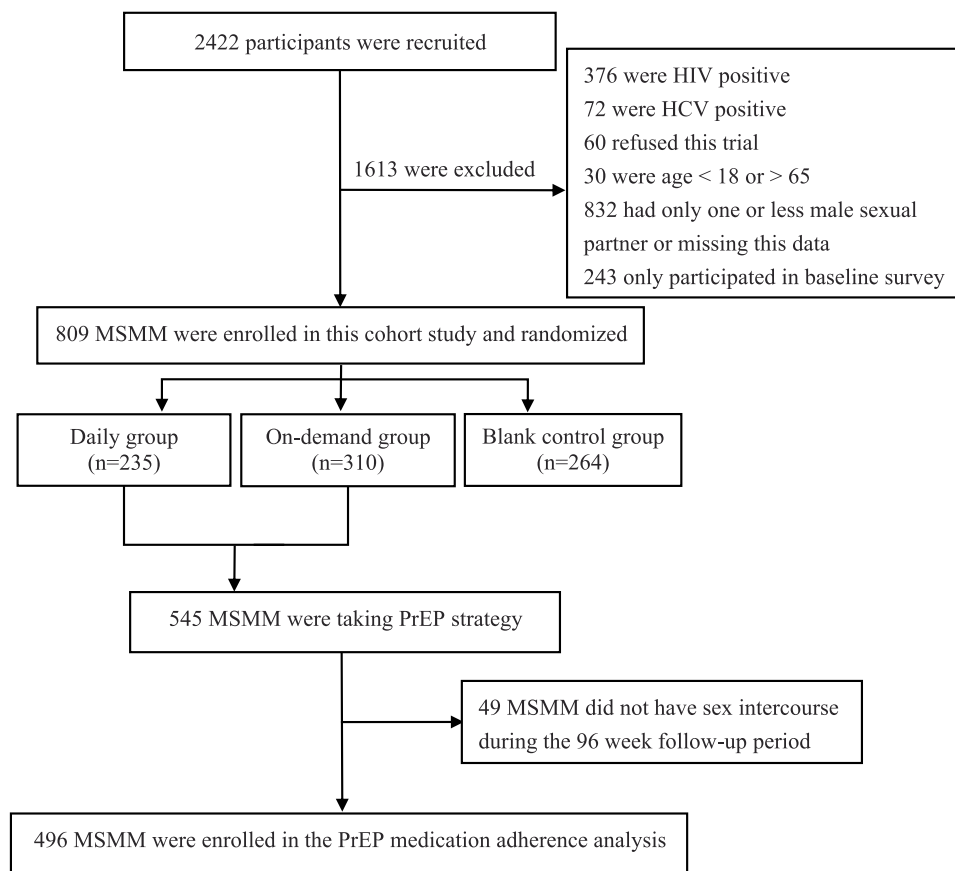 2422 participants were recruited
376 were HIV positive
72 were HCV positive
60 refused this trial
30 were age < 18 or > 65
832 had only one or less male sexual
partner or missing this data
243 only participated in baseline survey
1613 were excluded
809 MSMM were enrolled in this cohort study and randomized
Daily group
(n=235)
On-demand group
(n=310)
Blank control group
(n=264)
545 MSMM were taking PrEP strategy
49 MSMM did not have sex intercourse
during the 96 week follow-up period
496 MSMM were enrolled in the PrEP medication adherence analysis